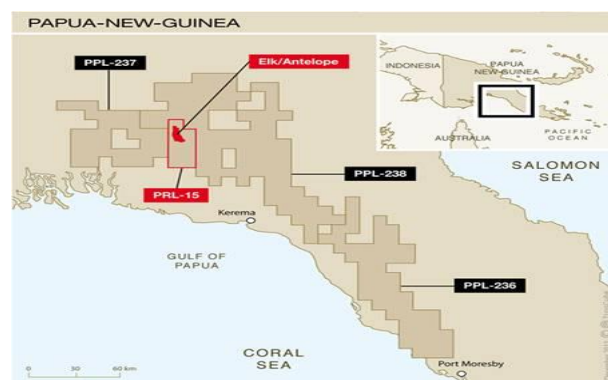 PAPUA-NEW-GUINEA
PPL-237
Elk/Antelope
INDONESIA
PAPUA
NEW-GUINEA
AUSTRALIA
PACIFIC
OCEAN
SALOMON
SEA
PPL-238
PRL-15
Kerema
GULF OF
PAPUA
PPL-236
CORAL
SEA
Port Moresby
0 30 60 km